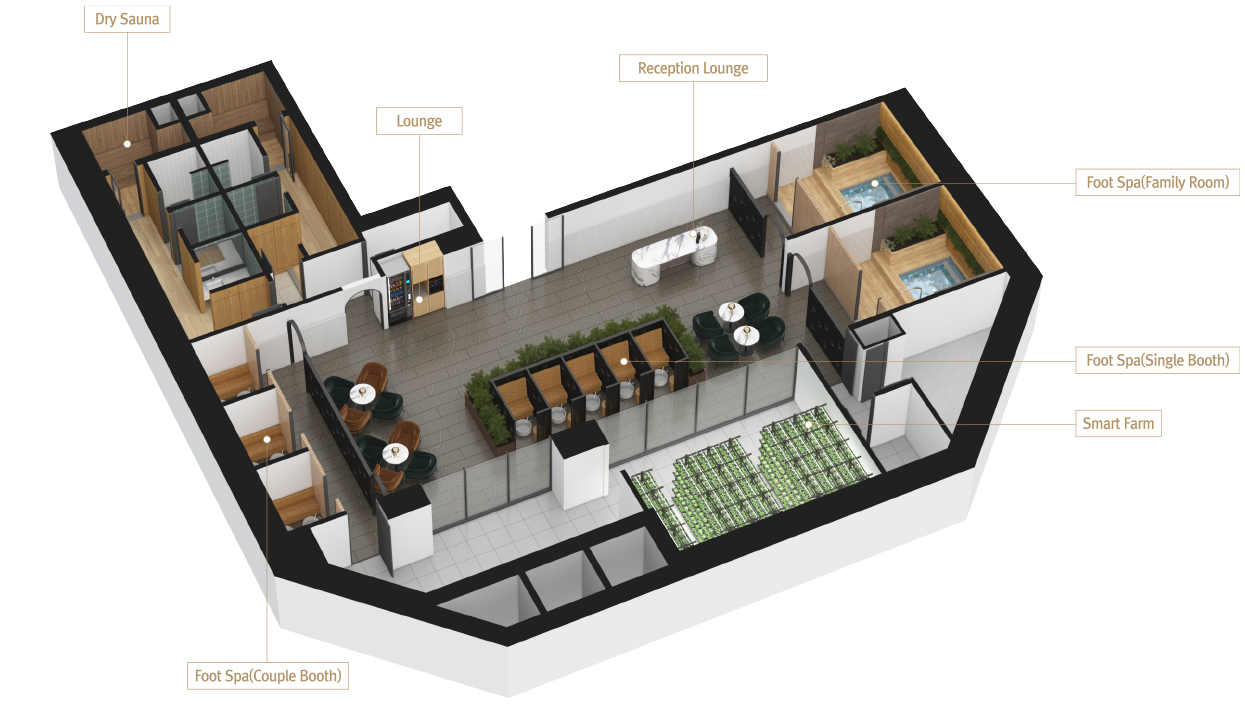 Dry Sauna
Reception Lounge
Lounge
Foot Spa(Family Room)
Foot Spa(Single Booth)
Smart Farm
Foot Spa(Couple Booth)